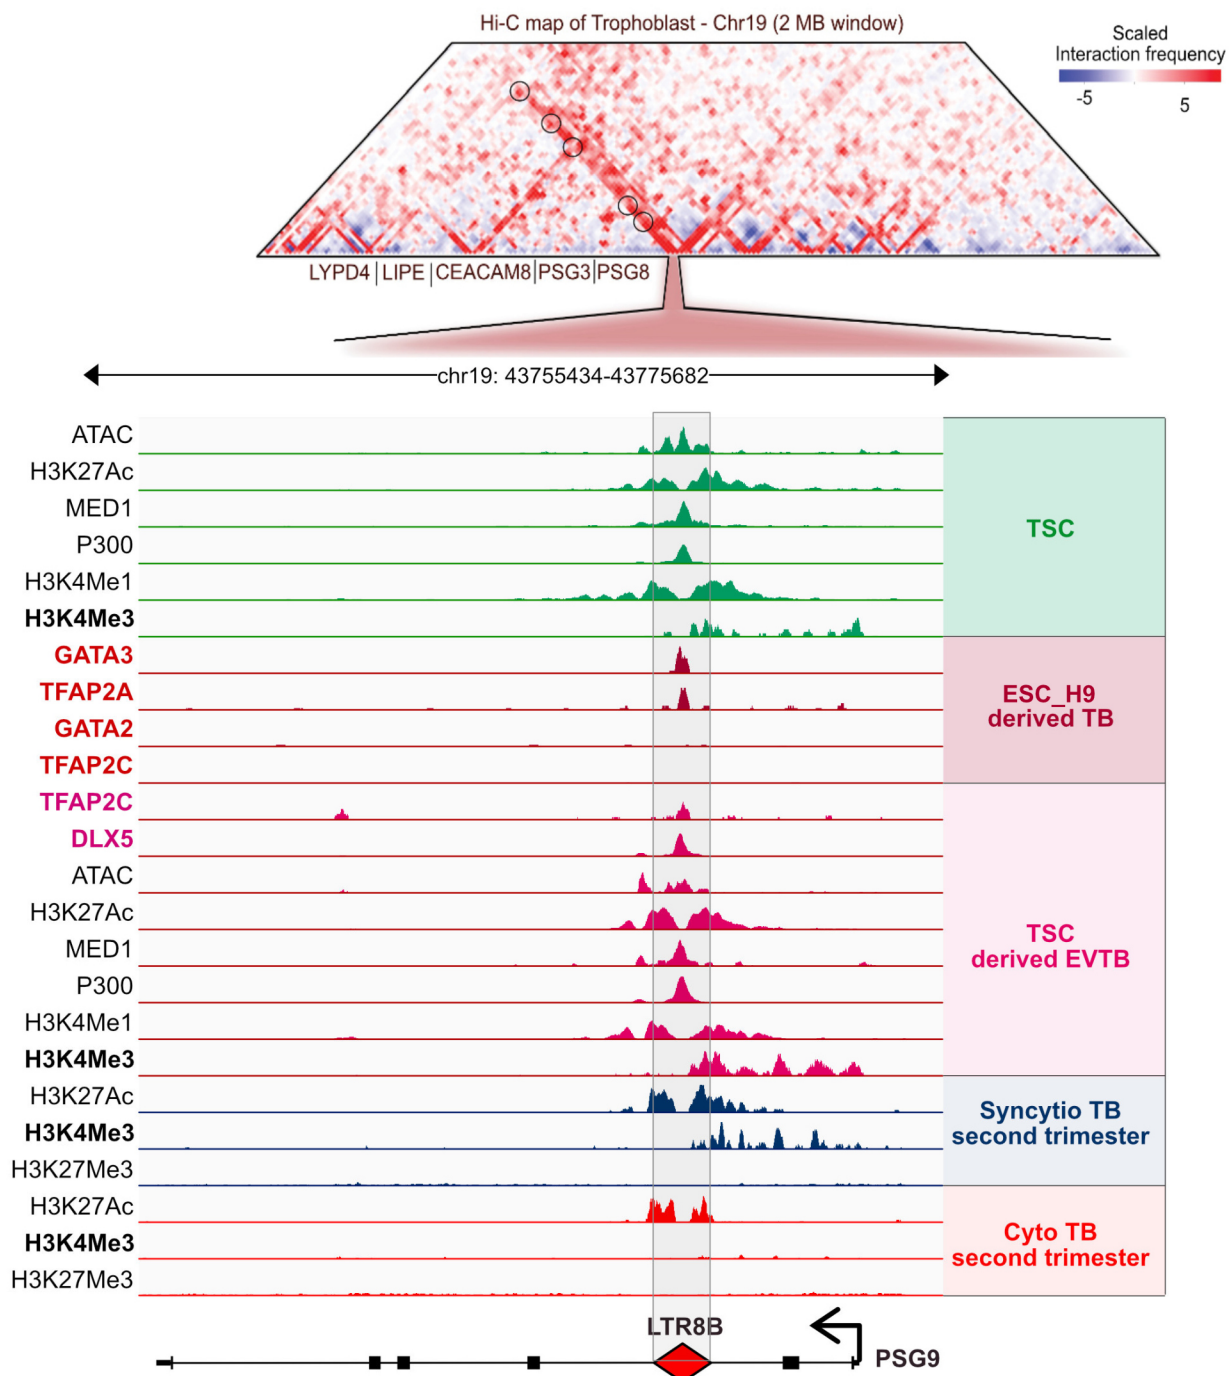 Hi-C map of Trophoblast - Chr19 (2 MB window)
Scaled
Interaction frequency
-5 5
LYPD4 | LIPE | CEACAM8 | PSG3 | PSG8
chr19: 43755434-43775682
ATAC
H3K27Ac
MED1
P300
H3K4Me1
H3K4Me3
TSC
GATA3
TFAP2A
GATA2
TFAP2C
ESC_H9
derived TB
TFAP2C
DLX5
ATAC
H3K27Ac
MED1
P300
H3K4Me1
H3K4Me3
TSC
derived EVTB
H3K27Ac
H3K4Me3
H3K27Me3
Syncytio TB
second trimester
H3K27Ac
H3K4Me3
H3K27Me3
Cyto TB
second trimester
LTR8B
PSG9